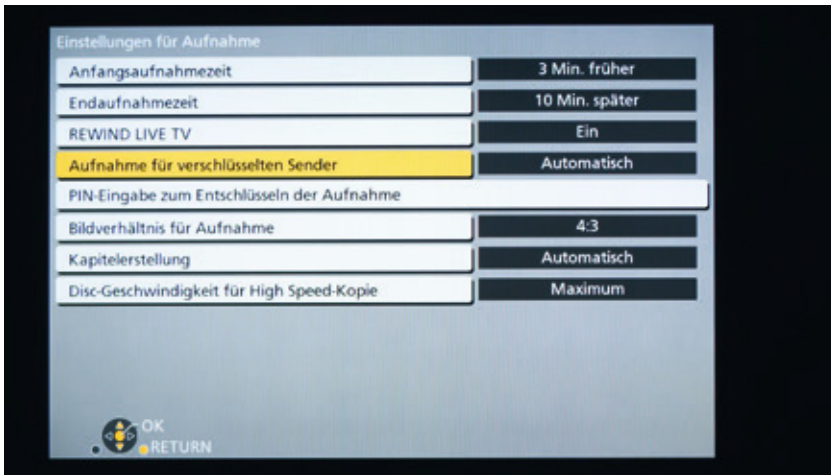 Einstellungen für Aufnahme
Anfangsaufnahmezeit 3 Min. früher
Endaufnahmezeit 10 Min. später
REWIND LIVE TV Ein
Aufnahme für verschlüsselten Sender Automatisch
PIN-Eingabe zum Entschlüsseln der Aufnahme
Bildverhältnis für Aufnahme 4:3
Kapitelerstellung Automatisch
Disc-Geschwindigkeit für High Speed-Kopie Maximum
OK
RETURN